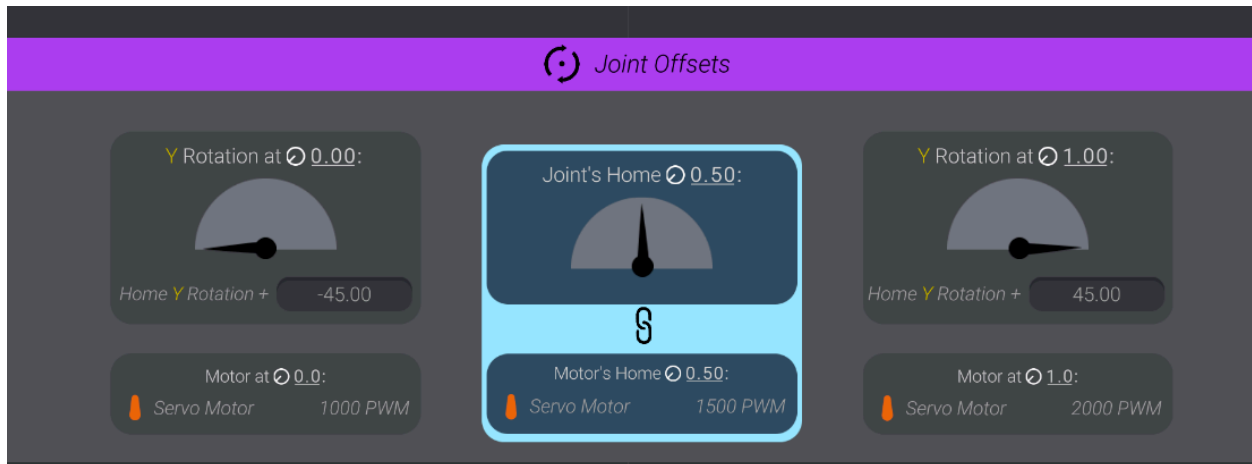 Joint Offsets
Y Rotation at 0.00:
Home Y Rotation + -45.00
Motor at 0.0:
Servo Motor 1000 PWM
Joint's Home 0.50:
Motor's Home 0.50:
Servo Motor 1500 PWM
Y Rotation at 1.00:
Home Y Rotation + 45.00
Motor at 1.0:
Servo Motor 2000 PWM